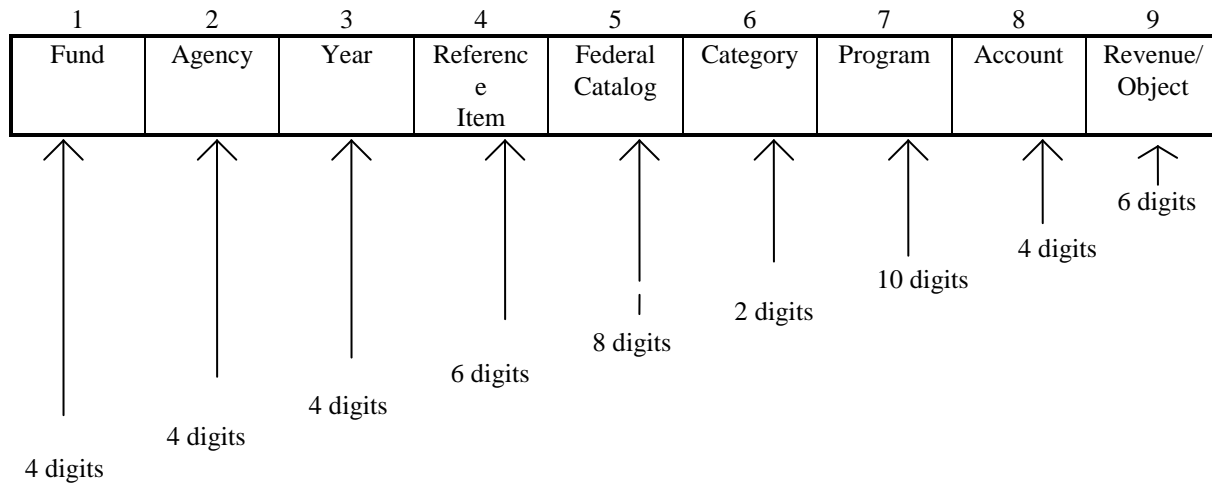 1 2 3 4 5 6 7 8 9
Fund Agency Year Referenc Federal Category Program Account Revenue/
e Catalog Object
Item
6 digits
4 digits
10 digits
2 digits
8 digits
6 digits
4 digits
4 digits
4 digits